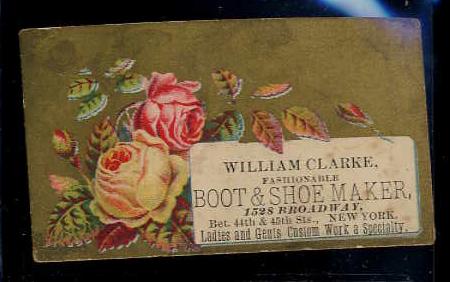 WILLIAM CLARKE,
FASHIONABLE
BOOT & SHOE MAKER,
1528 BROADWAY,
Bet. 44th & 45th Sts., NEW YORK.
Ladies and Gents Custom Work a Specialty.